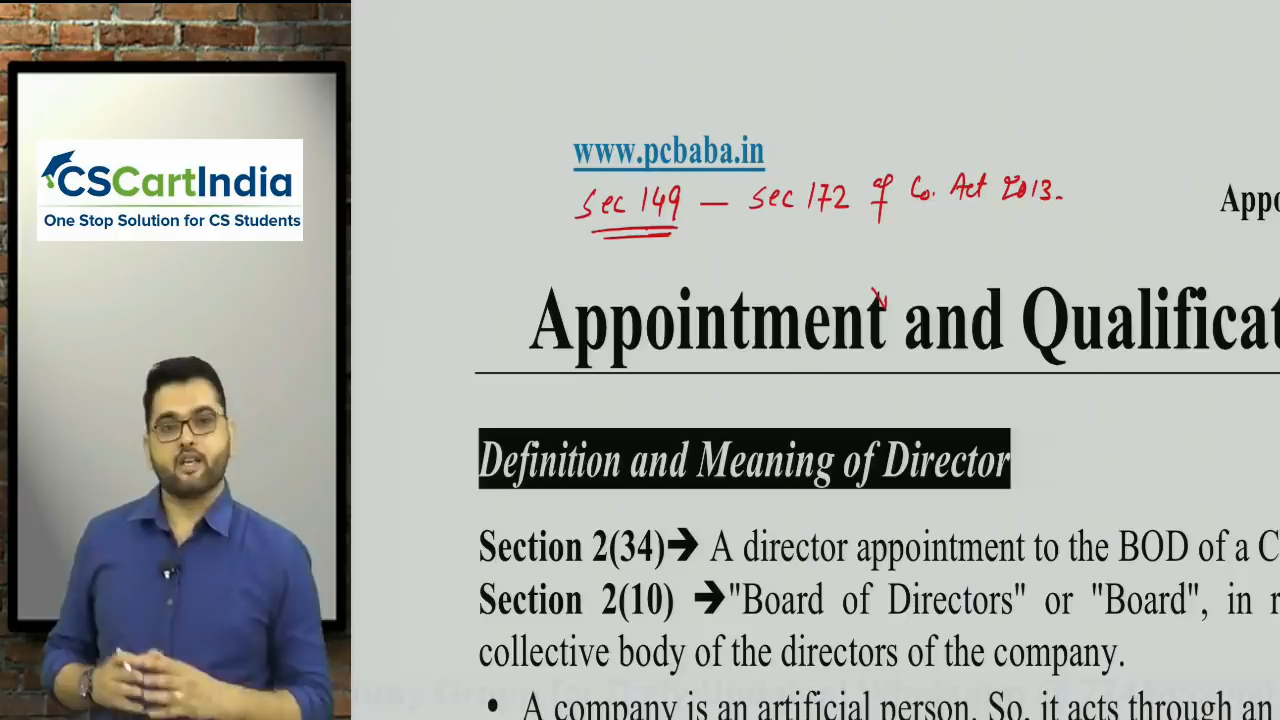 CSCartIndia
One Stop Solution for CS Students
www.pcbaba.in
Sec 149 — Sec 172 of Co. Act 2013.
Appo
Appointment and Qualificat
Definition and Meaning of Director
Section 2(34)➔ A director appointment to the BOD of a C
Section 2(10) ➔"Board of Directors" or "Board", in r
collective body of the directors of the company.
• A company is an artificial person. So, it acts through an